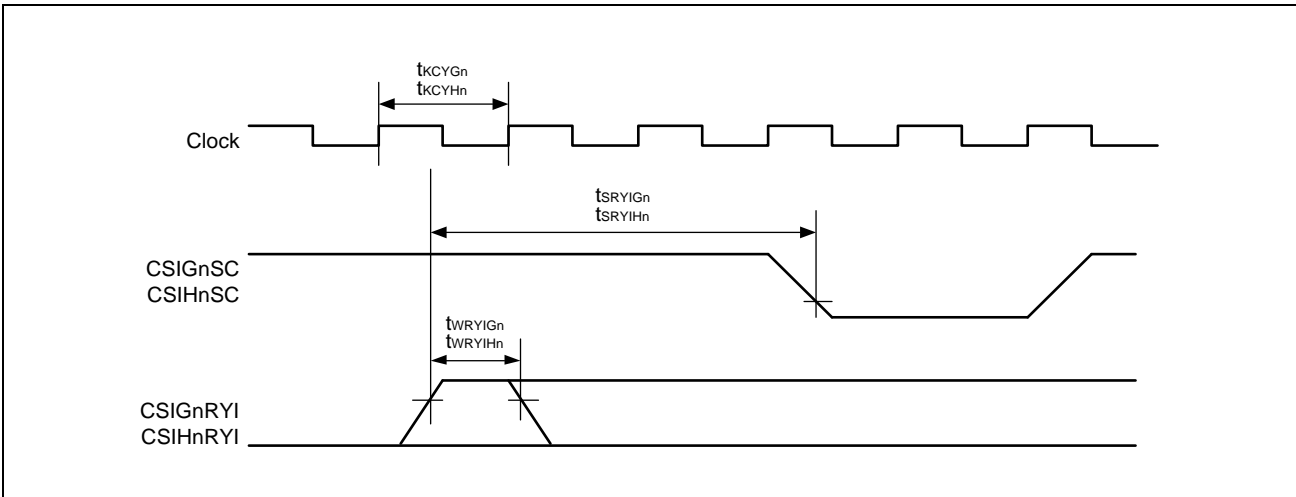 tKCYGn
tKCYHn
Clock
tSRYIGn
tSRYIHn
CSIGnSC
CSIHnSC
tWRYIGn
tWRYIHn
CSIGnRYI
CSIHnRYI